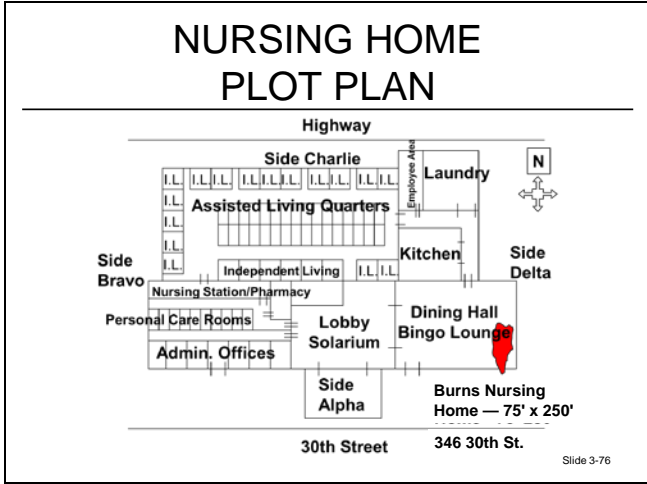 NURSING HOME
PLOT PLAN
Highway
Side Charlie
Employee Area
Laundry
N
I.L. I.L. I.L. I.L. I.L. I.L. I.L. I.L. I.L. I.L.
I.L.
Assisted Living Quarters
I.L.
I.L.
I.L.
Kitchen
Side
Bravo
Side
Delta
Independent Living
I.L. I.L.
Nursing Station/Pharmacy
Personal Care Rooms
Lobby
Solarium
Dining Hall
Bingo Lounge
Admin. Offices
Side
Alpha
Burns Nursing
Home — 75' x 250'
346 30th St.
30th Street
Slide 3-76